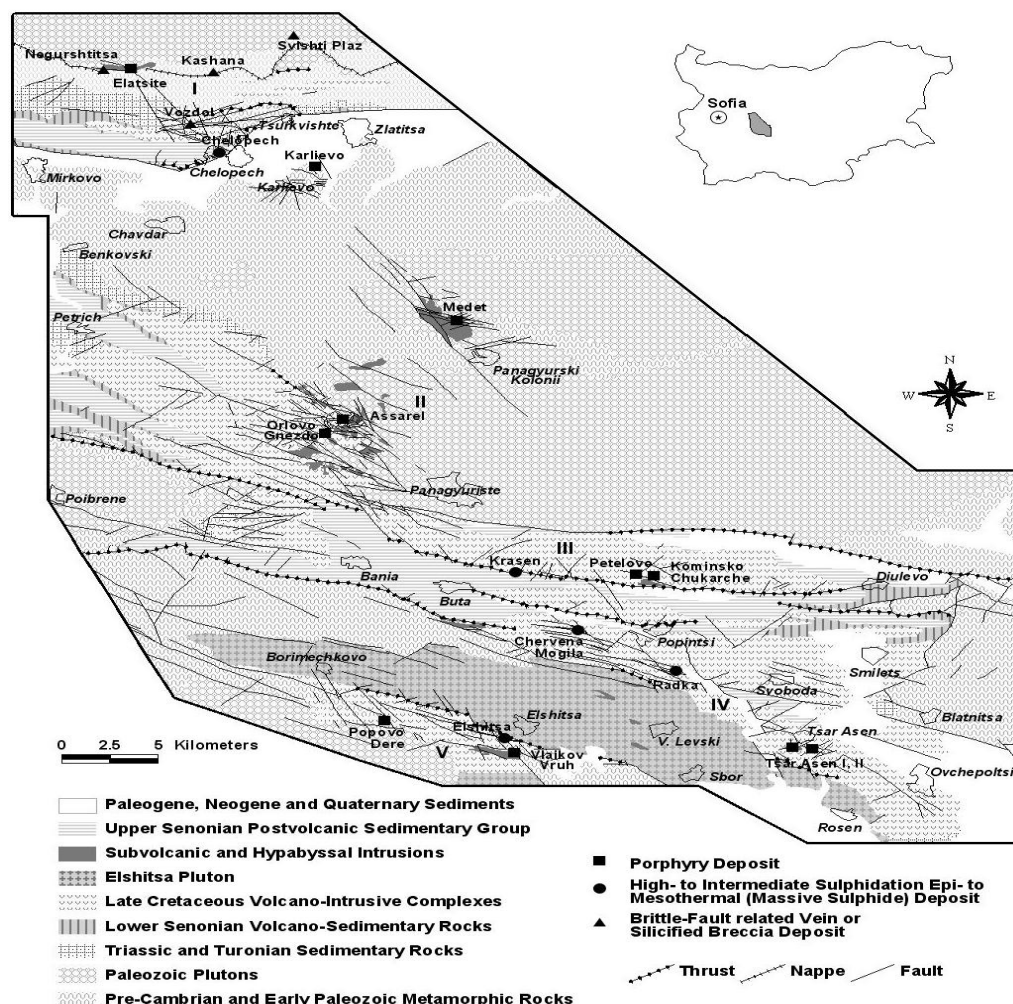 Svishti Plaz
Negurshtitsa
Kashana
Elatsite
I
Vozdol
Tsurkvishte
Zlatitsa
Chelopech
Karlievo
Chelopech
Mirkovo
Karlievo
Chavdar
Benkovski
Petrich
Medet
Panagyurski
Kolonii
II
Assarel
Orlovo
Gnezdo
Panagyuriste
Poibrene
Sofia
N
W E
S
III
Krasen
Petelovo
Kominsko
Chukarche
Diulevo
Bania
Buta
Chervena
Mogila
Popintsi
Borimechkovo
Radka
Smilets
Svoboda
IV
Blatnitsa
Elshitsa
Elshitsa
Popovo
Dere
V
Vlaikov
Vruh
V. Levski
Tsar Asen
Tsar Asen I, II
Sbor
Ovchepoltsi
Rosen
0 2.5 5 Kilometers
Paleogene, Neogene and Quaternary Sediments
Upper Senonian Postvolcanic Sedimentary Group
Subvolcanic and Hypabyssal Intrusions
Elshitsa Pluton
Late Cretaceous Volcano-Intrusive Complexes
Lower Senonian Volcano-Sedimentary Rocks
Triassic and Turonian Sedimentary Rocks
Paleozoic Plutons
Pre-Cambrian and Early Paleozoic Metamorphic Rocks
Porphyry Deposit
High- to Intermediate Sulphidation Epi- to
Mesothermal (Massive Sulphide) Deposit
Brittle-Fault related Vein or
Silicified Breccia Deposit
Thrust Nappe Fault